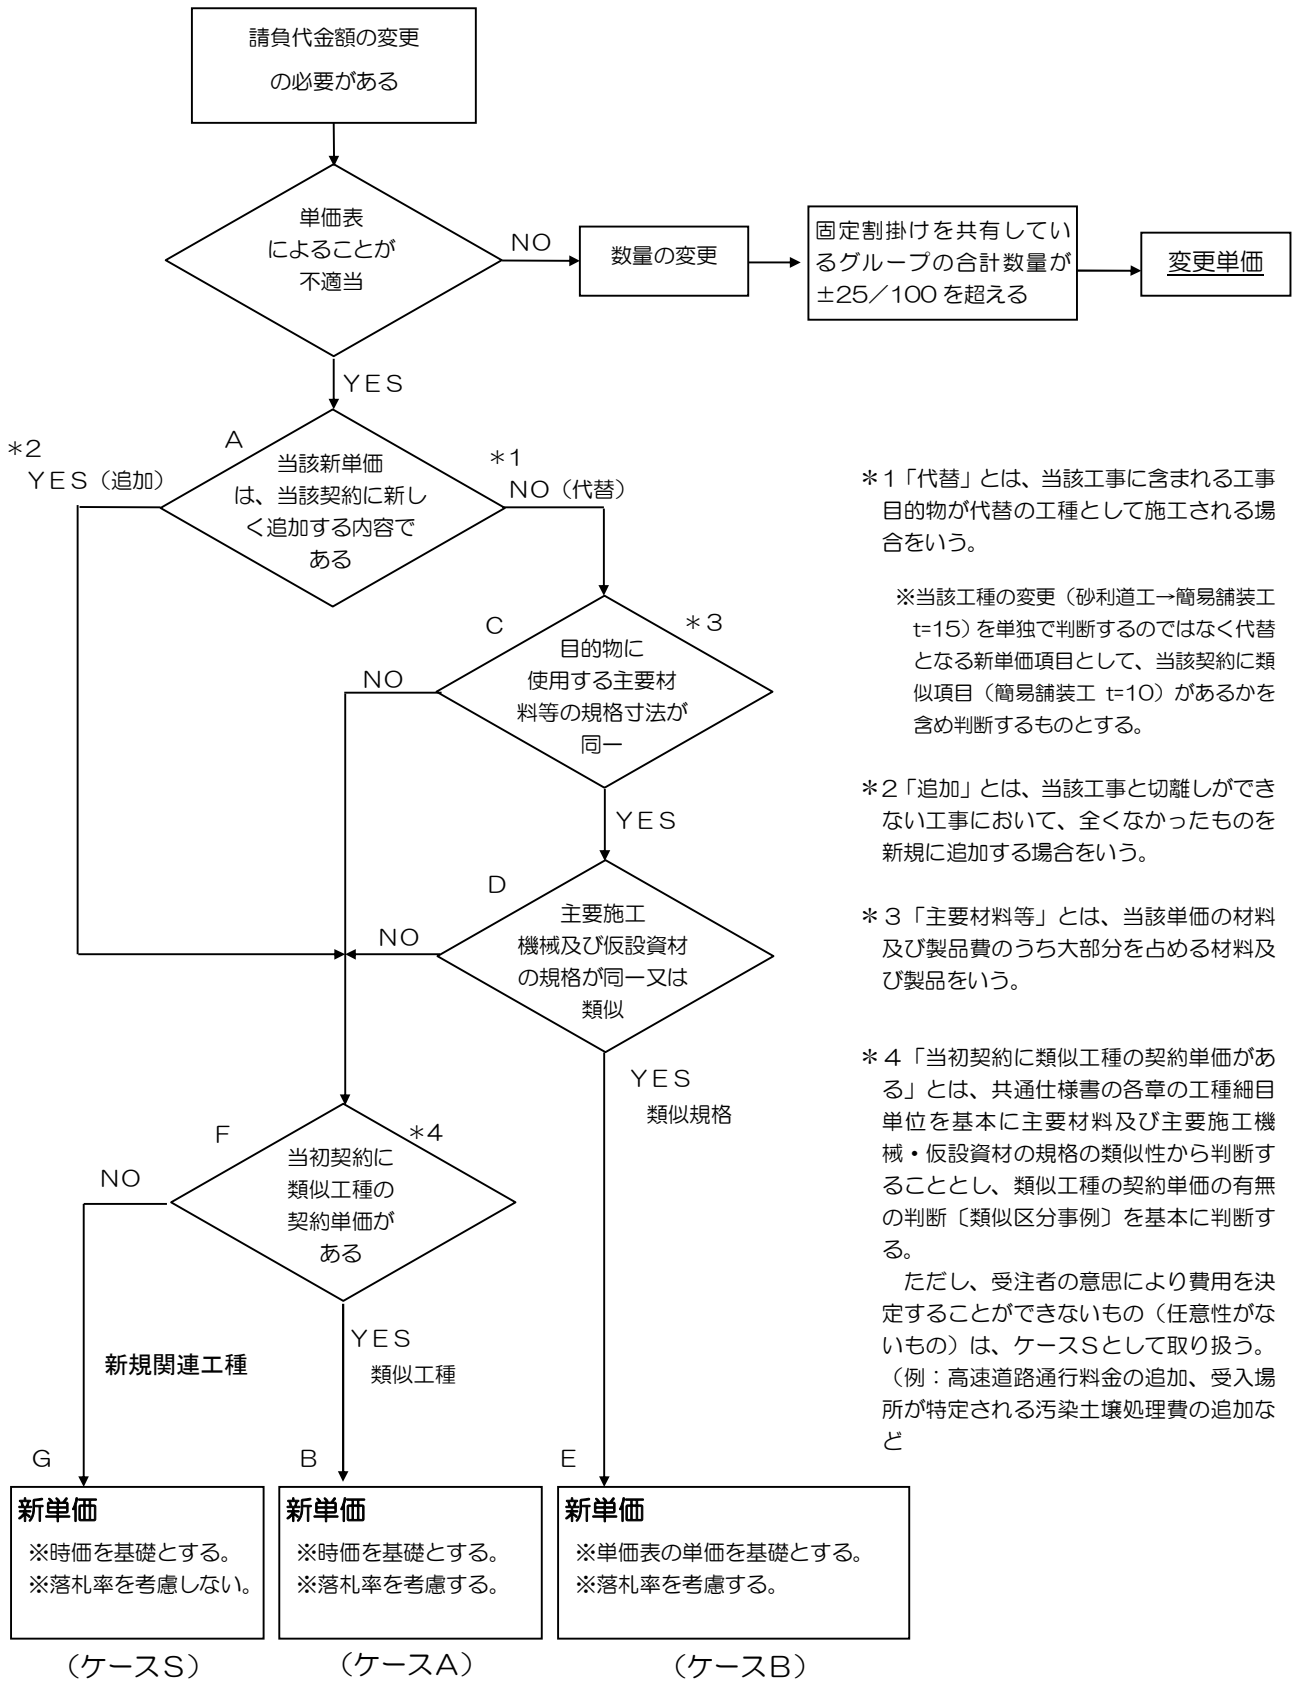 請負代金額の変更
の必要がある
単価表
によることが
不適当
NO
数量の変更
固定割掛けを共有してい
るグループの合計数量が
±25／100を超える
変更単価
YES
＊2
YES（追加）
A
当該新単価
は、当該契約に新し
く追加する内容で
ある
＊1
NO（代替）
C
＊3
目的物に
使用する主要材
料等の規格寸法が
同一
NO
YES
D
主要施工
機械及び仮設資材
の規格が同一又は
類似
NO
YES
類似規格
F
＊4
当初契約に
類似工種の
契約単価が
ある
NO
新規関連工種
YES
類似工種
G
新単価
※時価を基礎とする。
※落札率を考慮しない。
（ケースS）
B
新単価
※時価を基礎とする。
※落札率を考慮する。
（ケースA）
E
新単価
※単価表の単価を基礎とする。
※落札率を考慮する。
（ケースB）
＊1「代替」とは、当該工事に含まれる工事
目的物が代替の工種として施工される場
合をいう。
※当該工種の変更（砂利道工→簡易舗装工
t=15）を単独で判断するのではなく代替
となる新単価項目として、当該契約に類
似項目（簡易舗装工 t=10）があるかを
含め判断するものとする。
＊2「追加」とは、当該工事と切離しができ
ない工事において、全くなかったものを
新規に追加する場合をいう。
＊3「主要材料等」とは、当該単価の材料
及び製品費のうち大部分を占める材料及
び製品をいう。
＊4「当初契約に類似工種の契約単価があ
る」とは、共通仕様書の各章の工種細目
単位を基本に主要材料及び主要施工機
械・仮設資材の規格の類似性から判断す
ることとし、類似工種の契約単価の有無
の判断〔類似区分事例〕を基本に判断す
る。
ただし、受注者の意思により費用を決
定することができないもの（任意性がな
いもの）は、ケースSとして取り扱う。
（例：高速道路通行料金の追加、受入場
所が特定される汚染土壌処理費の追加な
ど